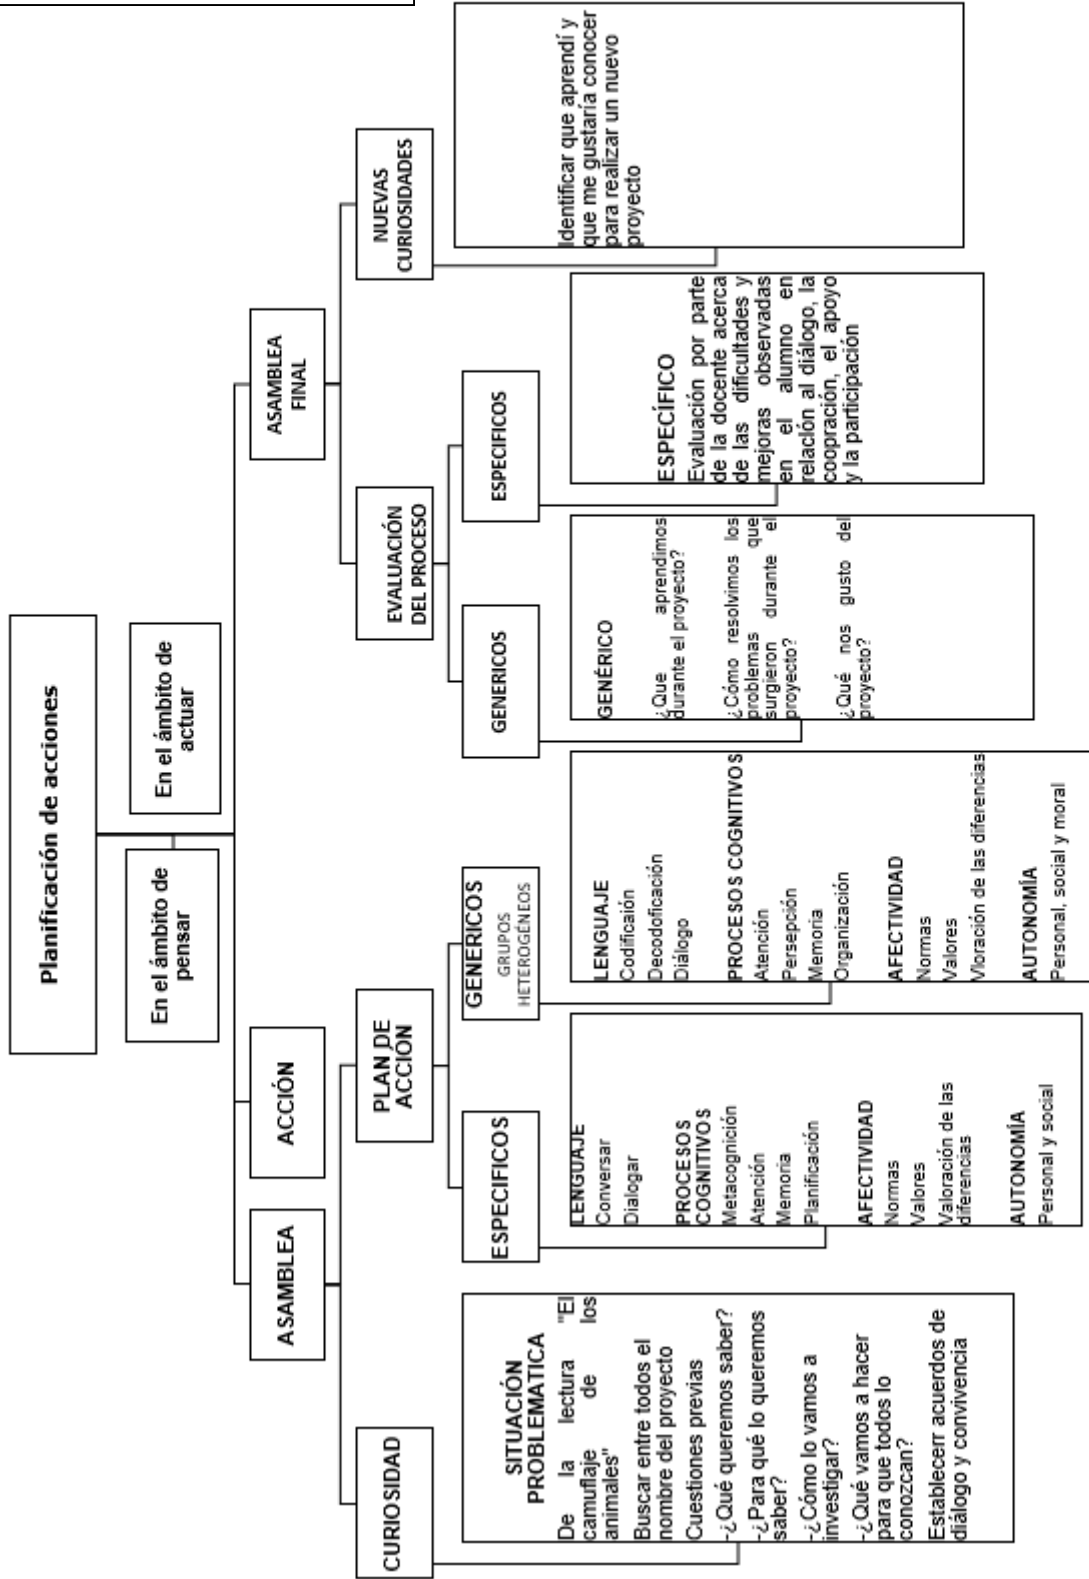 Planificación de acciones
En el ámbito de
pensar
En el ámbito de
actuar
ASAMBLEA
ACCIÓN
ASAMBLEA
FINAL
CURIOSIDAD
PLAN DE
ACCIÓN
EVALUACIÓN
DEL PROCESO
NUEVAS
CURIOSIDADES
ESPECIFICOS
GENERICOS
GRUPOS
HETEROGÉNEOS
GENERICOS
ESPECIFICOS
SITUACIÓN
PROBLEMATICA
De la lectura "El
camuflaje de los
animales"
Buscar entre todos el
nombre del proyecto
Cuestiones previas
-¿Qué queremos saber?
-¿Para qué lo queremos
saber?
-¿Cómo lo vamos a
investigar?
-¿Qué vamos a hacer
para que todos lo
conozcan?
Establecerr acuerdos de
diálogo y convivencia
LENGUAJE
Conversar
Dialogar
PROCESOS
COGNITIVOS
Metacognición
Atención
Memoria
Planificación
AFECTIVIDAD
Normas
Valores
Valoración de las
diferencias
AUTONOMÍA
Personal y social
LENGUAJE
Codificaión
Decodoficación
Diálogo
PROCESOS COGNITIVOS
Atención
Persepción
Memoria
Organización
AFECTIVIDAD
Normas
Valores
Vloración de las diferencias
AUTONOMÍA
Personal, social y moral
GENÉRICO
¿Que aprendimos
durante el proyecto?
¿Cómo resolvimos los
problemas que
surgieron durante el
proyecto?
¿Qué nos gusto del
proyecto?
ESPECÍFICO
Evaluación por parte
de la docente acerca
de las dificultades y
mejoras observadas
en el alumno en
relación al diálogo, la
coopración, el apoyo
y la participación
Identificar que aprendí y
que me gustaría conocer
para realizar un nuevo
proyecto